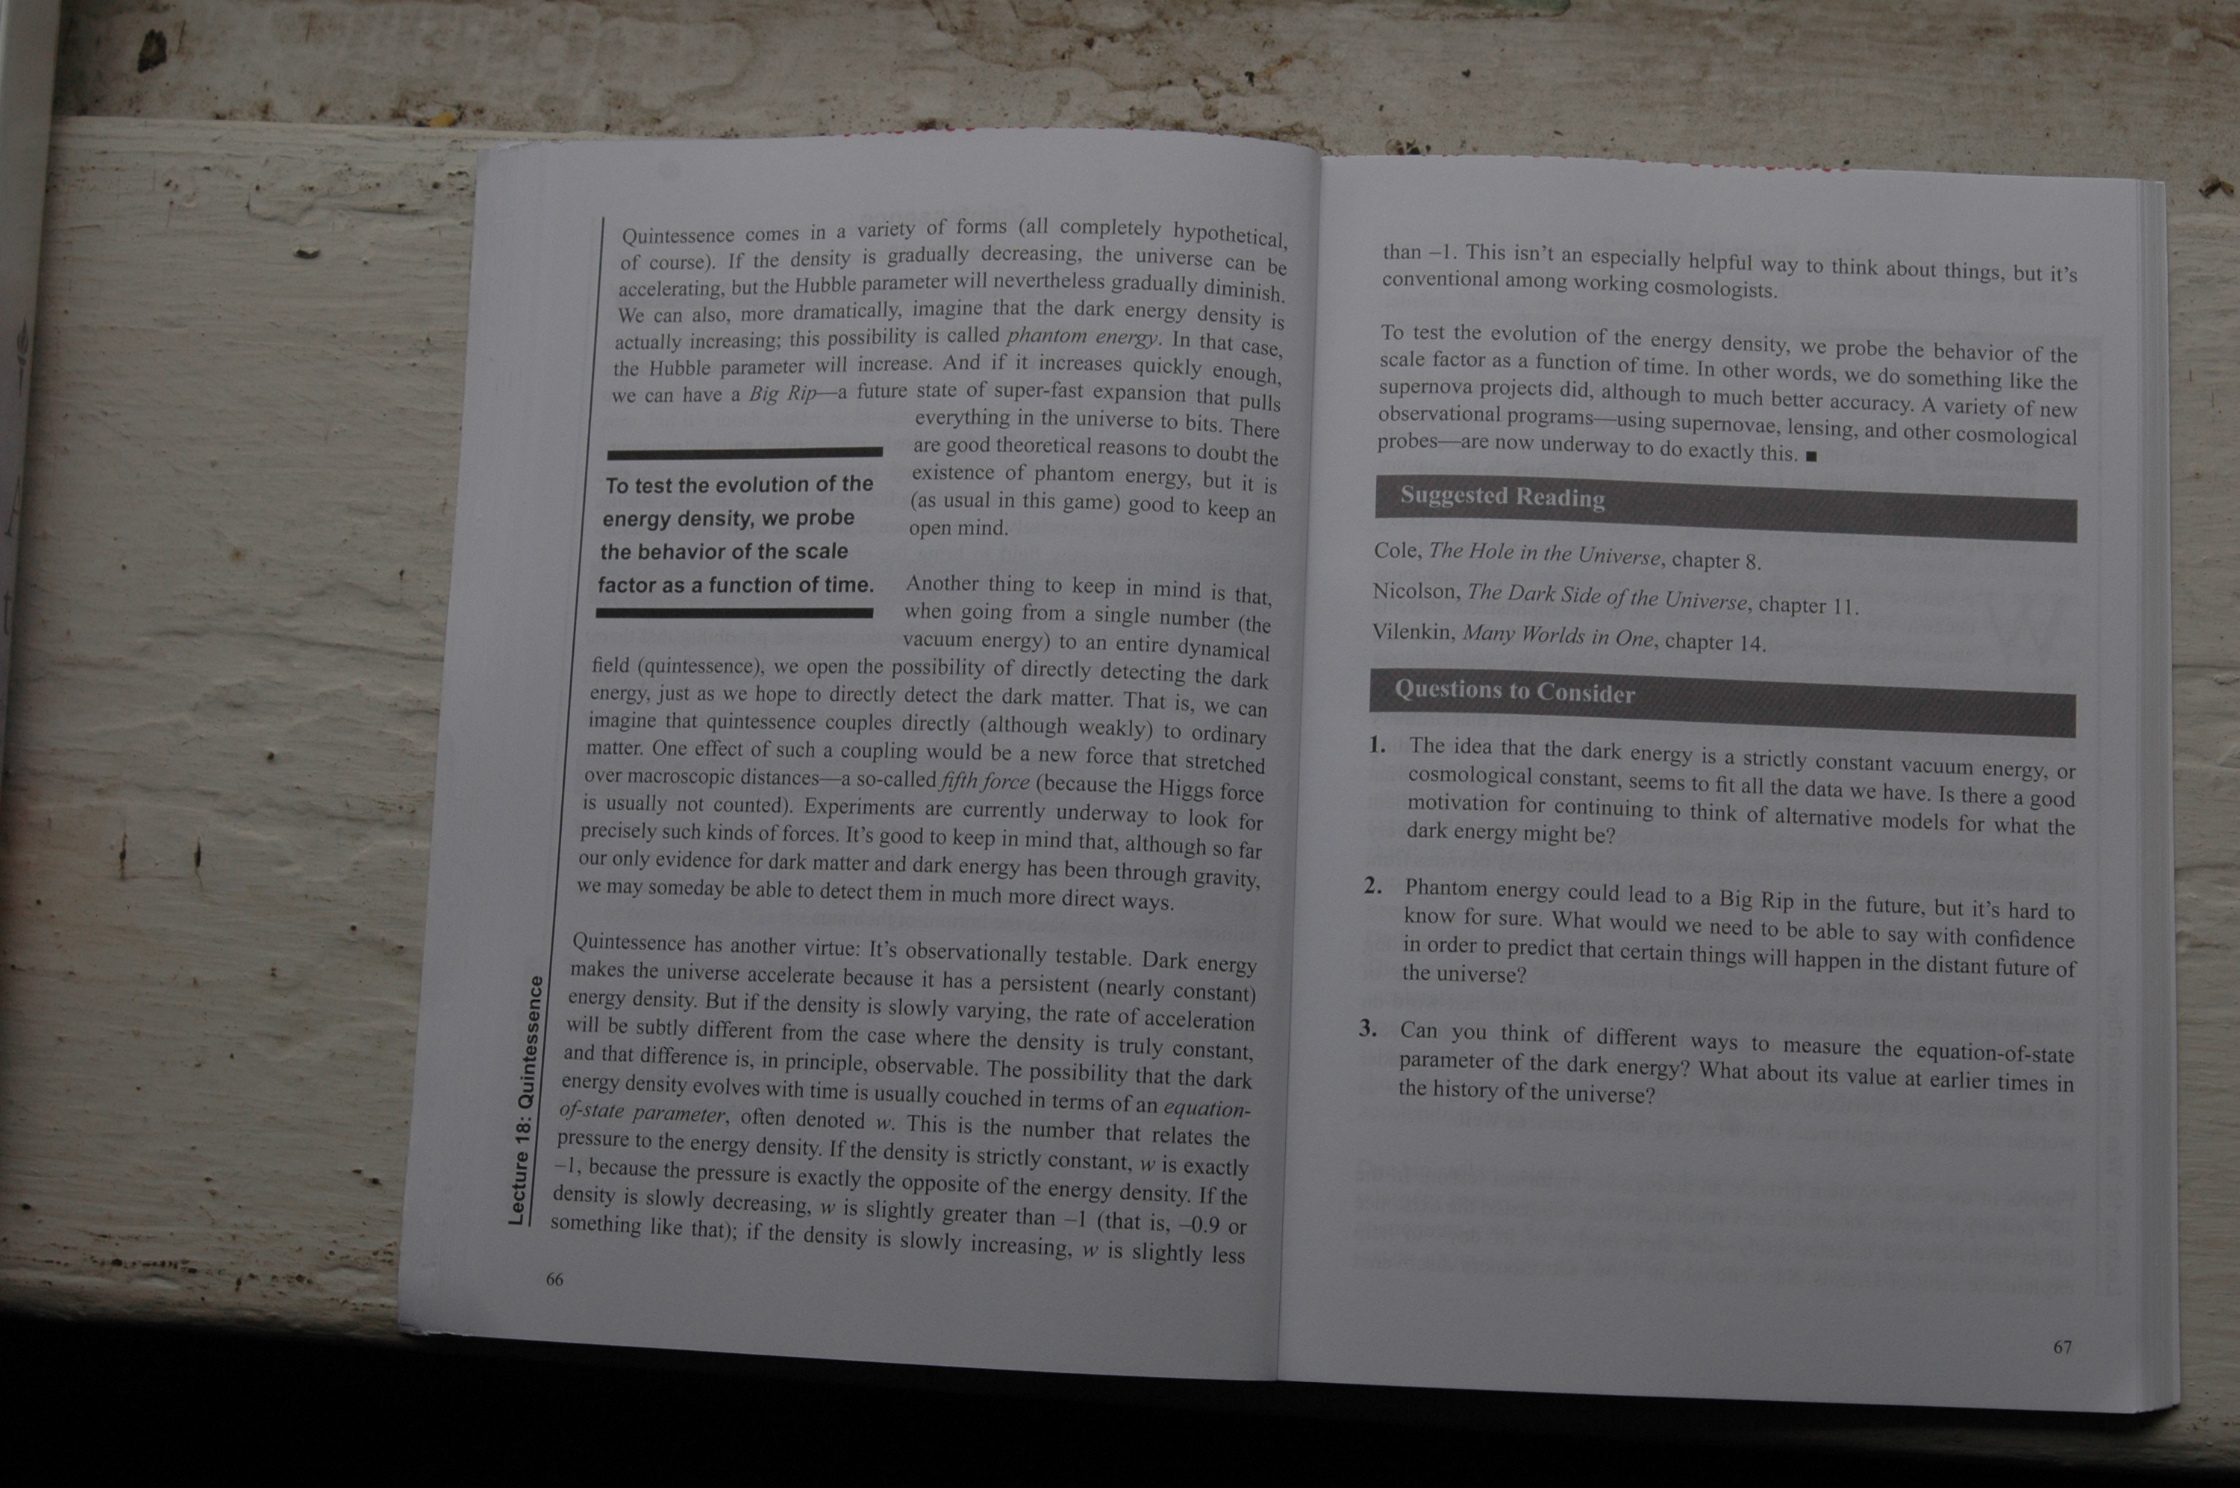 Quintessence comes in a variety of forms (all completely hypothetical,
of course). If the density is gradually decreasing, the universe can be
accelerating, but the Hubble parameter will nevertheless gradually diminish.
We can also, more dramatically, imagine that the dark energy density is
actually increasing; this possibility is called phantom energy. In that case,
the Hubble parameter will increase. And if it increases quickly enough,
we can have a Big Rip—a future state of super-fast expansion that pulls
everything in the universe to bits. There
are good theoretical reasons to doubt the
existence of phantom energy, but it is
(as usual in this game) good to keep an
open mind.
To test the evolution of the
energy density, we probe
the behavior of the scale
factor as a function of time.
Another thing to keep in mind is that,
when going from a single number (the
vacuum energy) to an entire dynamical
field (quintessence), we open the possibility of directly detecting the dark
energy, just as we hope to directly detect the dark matter. That is, we can
imagine that quintessence couples directly (although weakly) to ordinary
matter. One effect of such a coupling would be a new force that stretched
over macroscopic distances—a so-called fifth force (because the Higgs force
is usually not counted). Experiments are currently underway to look for
precisely such kinds of forces. It's good to keep in mind that, although so far
our only evidence for dark matter and dark energy has been through gravity,
we may someday be able to detect them in much more direct ways.
Quintessence has another virtue: It's observationally testable. Dark energy
makes the universe accelerate because it has a persistent (nearly constant)
energy density. But if the density is slowly varying, the rate of acceleration
will be subtly different from the case where the density is truly constant,
and that difference is, in principle, observable. The possibility that the dark
energy density evolves with time is usually couched in terms of an equation-
of-state parameter, often denoted w. This is the number that relates the
pressure to the energy density. If the density is strictly constant, w is exactly
–1, because the pressure is exactly the opposite of the energy density. If the
density is slowly decreasing, w is slightly greater than –1 (that is, –0.9 or
something like that); if the density is slowly increasing, w is slightly less
Lecture 18: Quintessence
66
than –1. This isn't an especially helpful way to think about things, but it's
conventional among working cosmologists.
To test the evolution of the energy density, we probe the behavior of the
scale factor as a function of time. In other words, we do something like the
supernova projects did, although to much better accuracy. A variety of new
observational programs—using supernovae, lensing, and other cosmological
probes—are now underway to do exactly this. ■
Suggested Reading
Cole, The Hole in the Universe, chapter 8.
Nicolson, The Dark Side of the Universe, chapter 11.
Vilenkin, Many Worlds in One, chapter 14.
Questions to Consider
1. The idea that the dark energy is a strictly constant vacuum energy, or
cosmological constant, seems to fit all the data we have. Is there a good
motivation for continuing to think of alternative models for what the
dark energy might be?
2. Phantom energy could lead to a Big Rip in the future, but it's hard to
know for sure. What would we need to be able to say with confidence
in order to predict that certain things will happen in the distant future of
the universe?
3. Can you think of different ways to measure the equation-of-state
parameter of the dark energy? What about its value at earlier times in
the history of the universe?
67